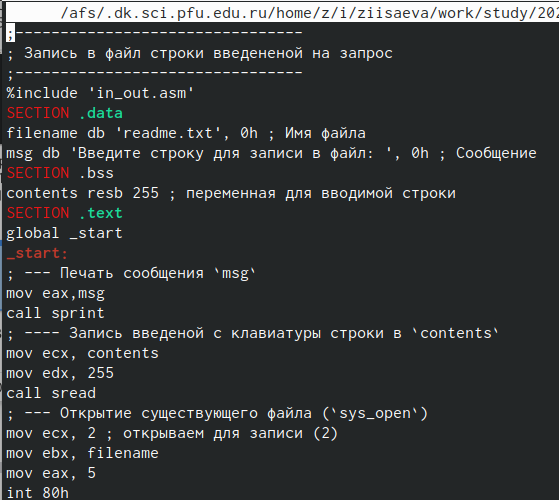 /afs/.dk.sci.pfu.edu.ru/home/z/i/ziisaeva/work/study/202
;--------------------------------
; Запись в файл строки введененой на запрос
;--------------------------------
%include 'in_out.asm'
SECTION .data
filename db 'readme.txt', 0h ; Имя файла
msg db 'Введите строку для записи в файл: ', 0h ; Сообщение
SECTION .bss
contents resb 255 ; переменная для вводимой строки
SECTION .text
global _start
_start:
; --- Печать сообщения `msg`
mov eax,msg
call sprint
; ---- Запись введеной с клавиатуры строки в `contents`
mov ecx, contents
mov edx, 255
call sread
; --- Открытие существующего файла (`sys_open`)
mov ecx, 2 ; открываем для записи (2)
mov ebx, filename
mov eax, 5
int 80h